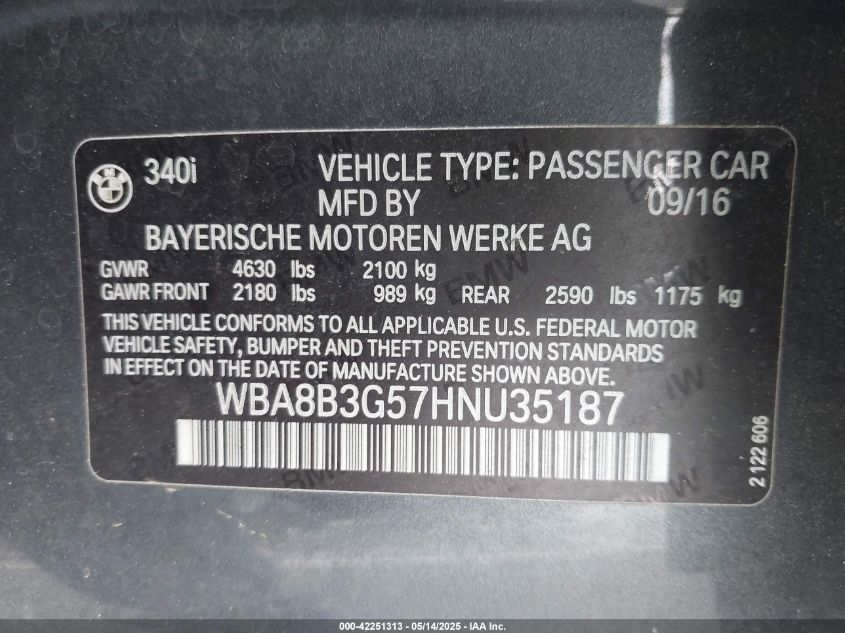 340i VEHICLE TYPE: PASSENGER CAR
MFD BY 09/16
BAYERISCHE MOTOREN WERKE AG
GVWR 4630 lbs 2100 kg
GAWR FRONT 2180 lbs 989 kg REAR 2590 lbs 1175 kg
THIS VEHICLE CONFORMS TO ALL APPLICABLE U.S. FEDERAL MOTOR
VEHICLE SAFETY, BUMPER AND THEFT PREVENTION STANDARDS
IN EFFECT ON THE DATE OF MANUFACTURE SHOWN ABOVE.
WBA8B3G57HNU35187
2 122 606
000-42251313 — 05/14/2025 — IAA Inc.